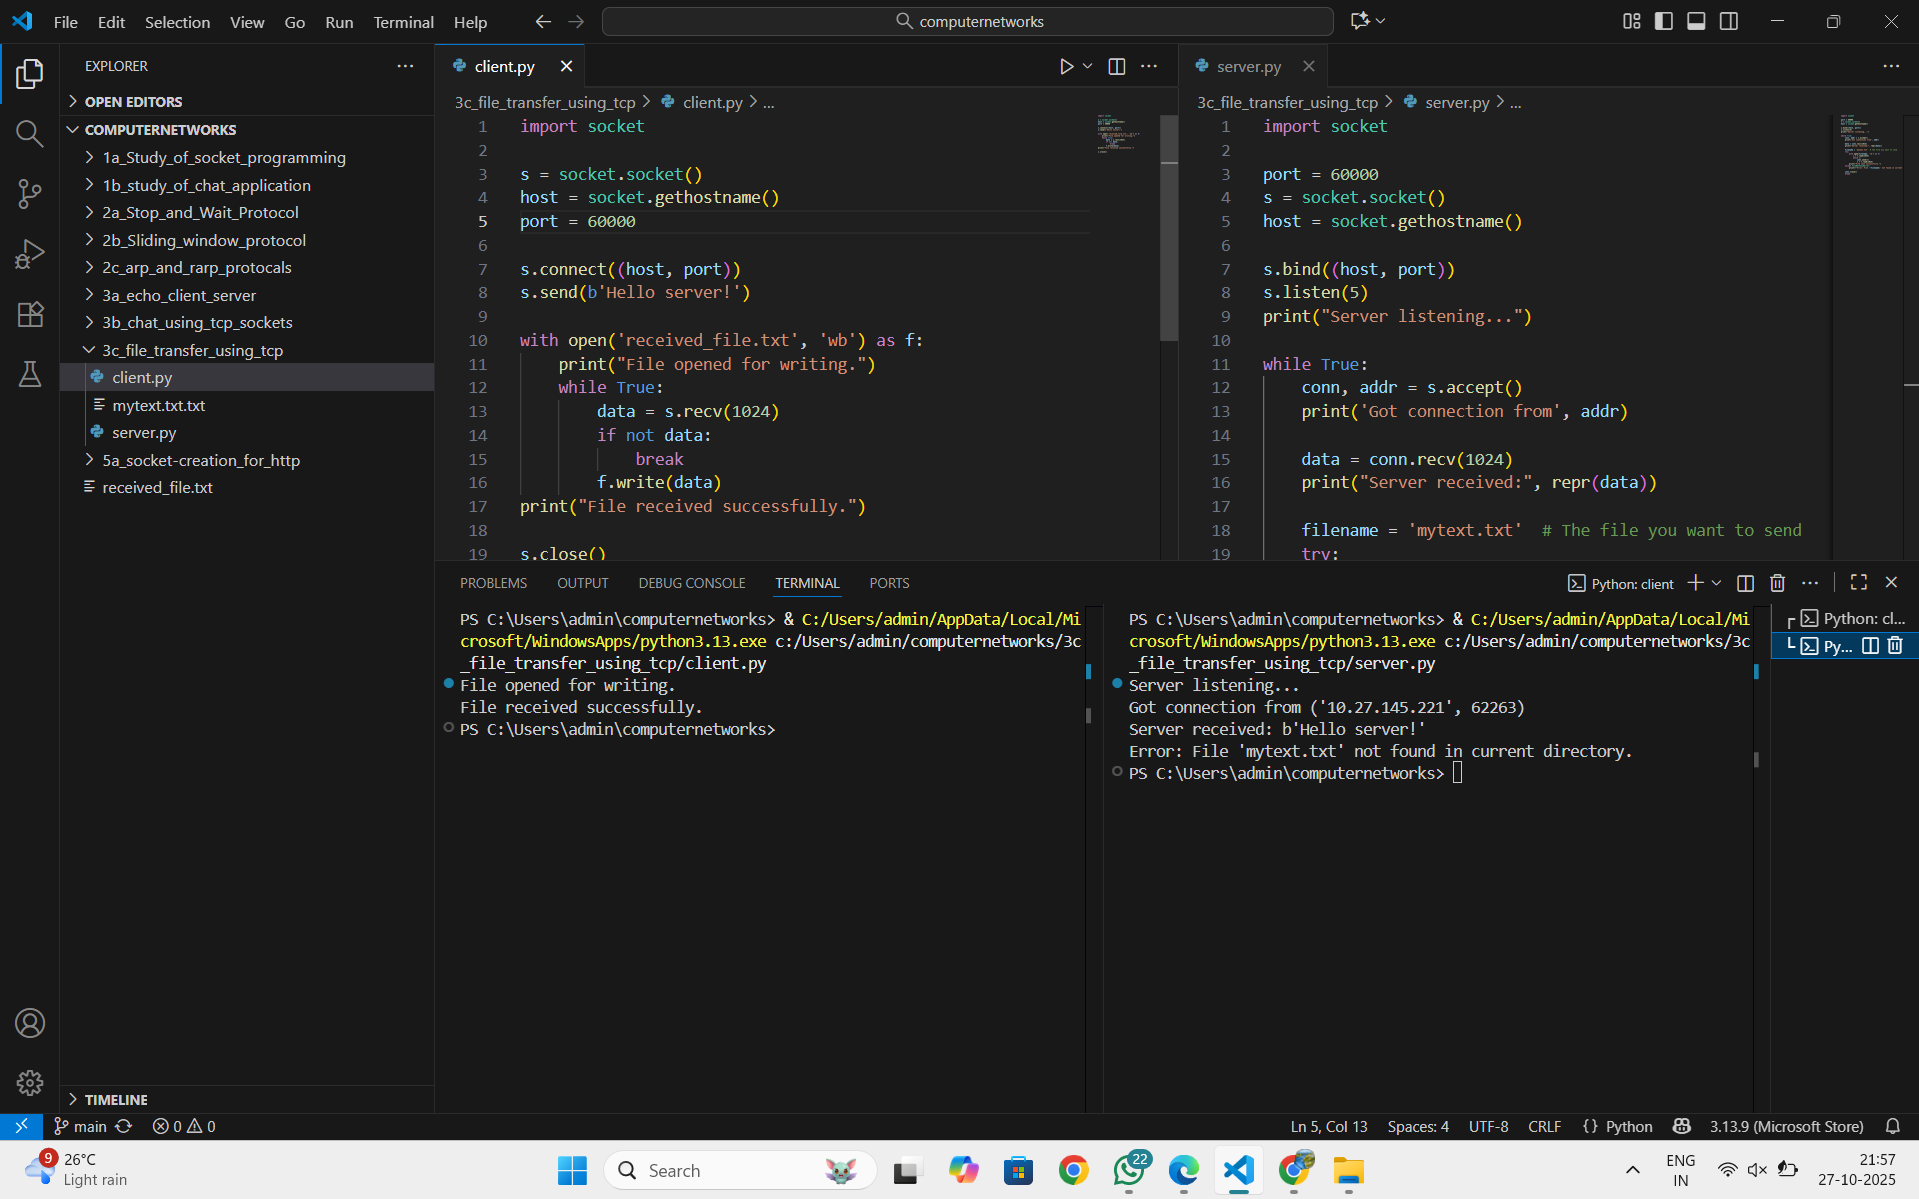 File Edit Selection View Go Run Terminal Help
computernetworks
EXPLORER
OPEN EDITORS
COMPUTERNETWORKS
1a_Study_of_socket_programming
1b_study_of_chat_application
2a_Stop_and_Wait_Protocol
2b_Sliding_window_protocol
2c_arp_and_rarp_protocals
3a_echo_client_server
3b_chat_using_tcp_sockets
3c_file_transfer_using_tcp
client.py
mytext.txt.txt
server.py
5a_socket-creation_for_http
received_file.txt
TIMELINE
client.py
3c_file_transfer_using_tcp > client.py > ...
1 import socket
2
3 s = socket.socket()
4 host = socket.gethostname()
5 port = 60000
6
7 s.connect((host, port))
8 s.send(b'Hello server!')
9
10 with open('received_file.txt', 'wb') as f:
11 print("File opened for writing.")
12 while True:
13 data = s.recv(1024)
14 if not data:
15 break
16 f.write(data)
17 print("File received successfully.")
18
19 s.close()
server.py
3c_file_transfer_using_tcp > server.py > ...
1 import socket
2
3 port = 60000
4 s = socket.socket()
5 host = socket.gethostname()
6
7 s.bind((host, port))
8 s.listen(5)
9 print("Server listening...")
10
11 while True:
12 conn, addr = s.accept()
13 print('Got connection from', addr)
14
15 data = conn.recv(1024)
16 print("Server received:", repr(data))
17
18 filename = 'mytext.txt' # The file you want to send
19 try:
PROBLEMS OUTPUT DEBUG CONSOLE TERMINAL PORTS
Python: client
PS C:\Users\admin\computernetworks> & C:/Users/admin/AppData/Local/Mi
crosoft/WindowsApps/python3.13.exe c:/Users/admin/computernetworks/3c
_file_transfer_using_tcp/client.py
File opened for writing.
File received successfully.
PS C:\Users\admin\computernetworks>
PS C:\Users\admin\computernetworks> & C:/Users/admin/AppData/Local/Mi
crosoft/WindowsApps/python3.13.exe c:/Users/admin/computernetworks/3c
_file_transfer_using_tcp/server.py
Server listening...
Got connection from ('10.27.145.221', 62263)
Server received: b'Hello server!'
Error: File 'mytext.txt' not found in current directory.
PS C:\Users\admin\computernetworks>
Python: cl...
Py...
main 0 0
Ln 5, Col 13 Spaces: 4 UTF-8 CRLF {} Python 3.13.9 (Microsoft Store)
9
26°C
Light rain
Search
22
ENG
IN
21:57
27-10-2025